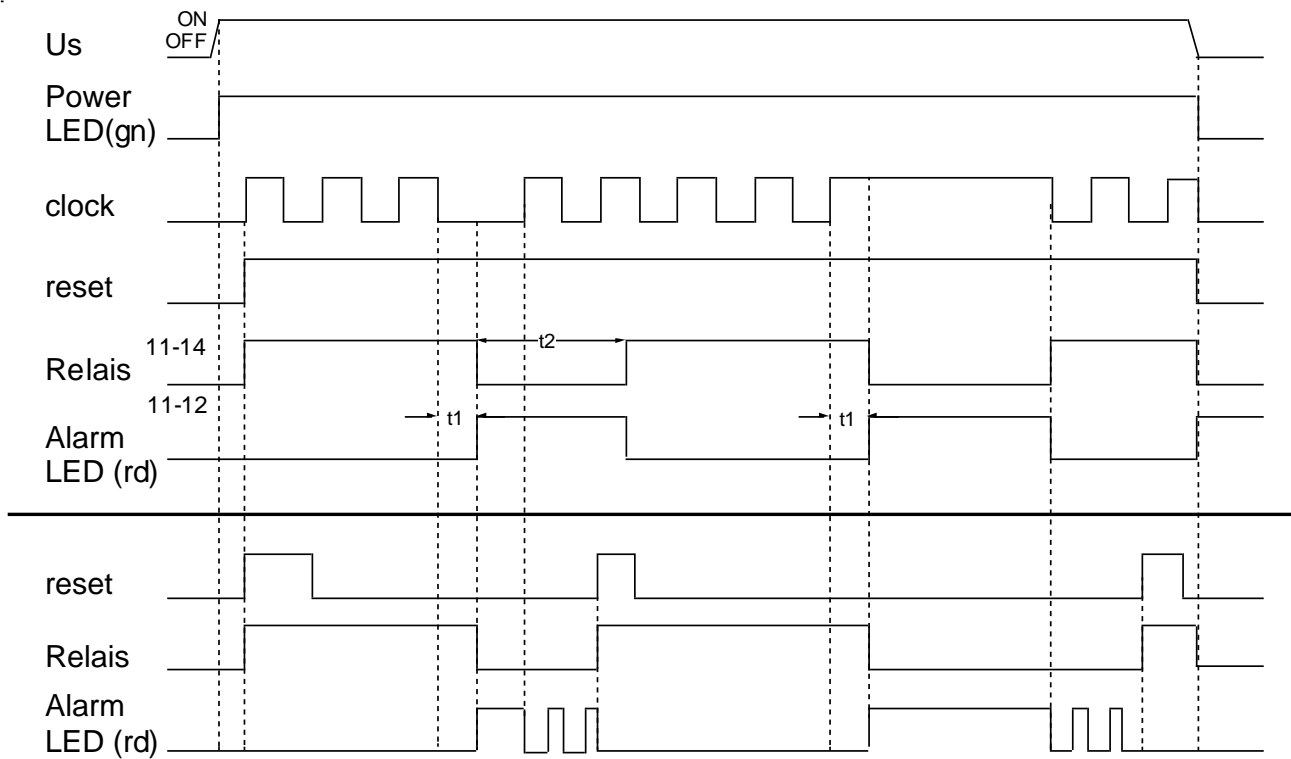 ON
Us
OFF
Power
LED(gn)
clock
reset
11-14
Relais
t2
11-12
t1
t1
Alarm
LED (rd)
reset
Relais
Alarm
LED (rd)